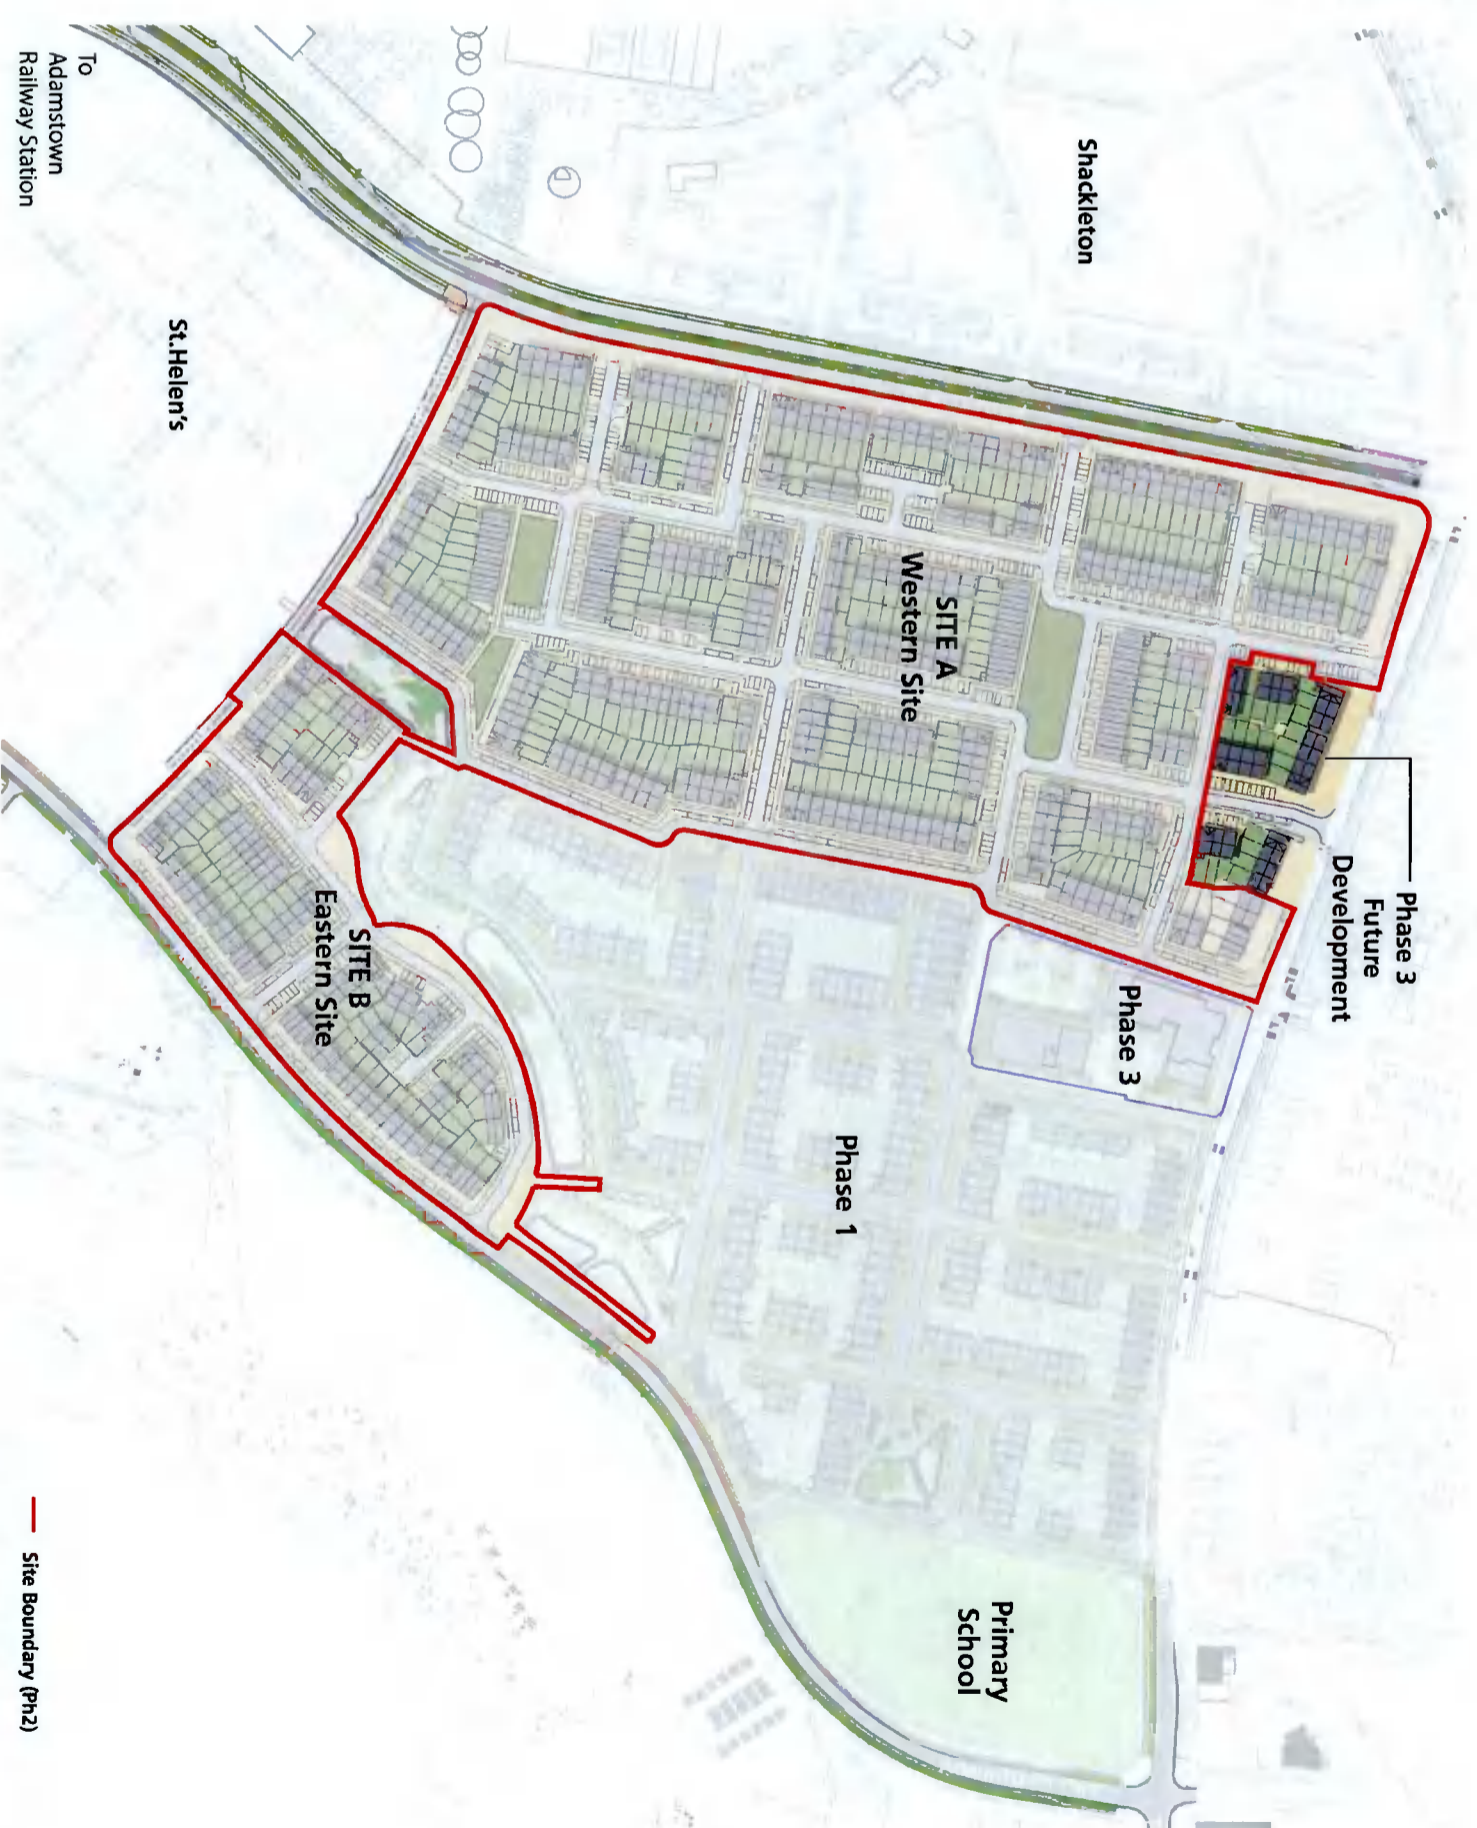 Shackleton
Phase 3
Future
Development
SITE A
Western Site
Phase 3
Phase 1
Primary
School
SITE B
Eastern Site
St.Helen's
To
Adamstown
Railway Station
Site Boundary (Ph2)